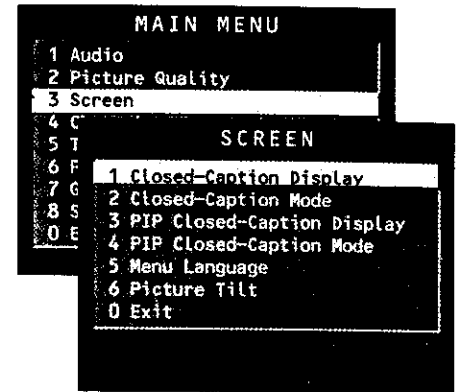 MAIN MENU
1 Audio
2 Picture Quality
3 Screen
4 C
5 T
6
7 G
8 S
0 E
SCREEN
1 Closed-Caption Display
2 Closed-Caption Mode
3 PIP Closed-Caption Display
4 PIP Closed-Caption Mode
5 Menu Language
6 Picture Tilt
0 Exit